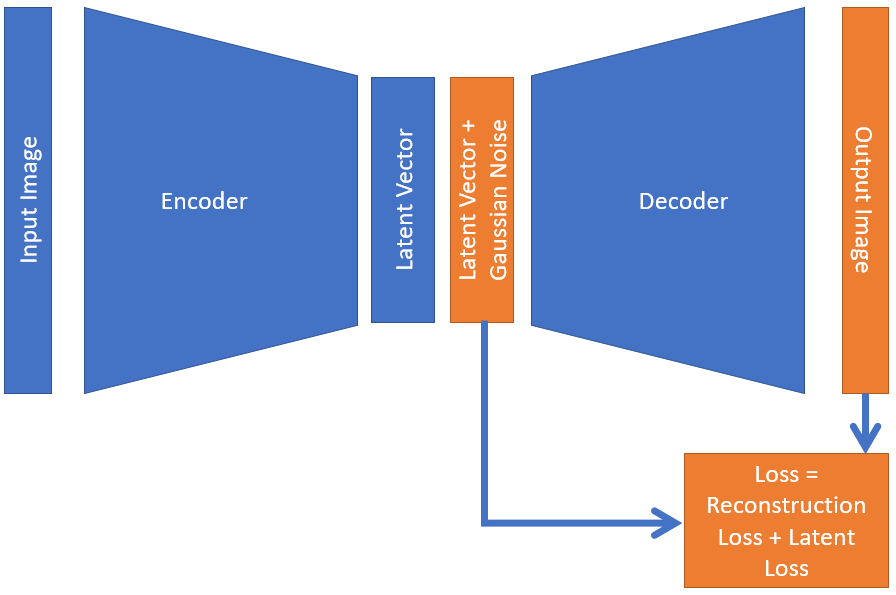 Input Image
Encoder
Latent Vector
Latent Vector +
Gaussian Noise
Decoder
Output Image
Loss =
Reconstruction
Loss + Latent
Loss